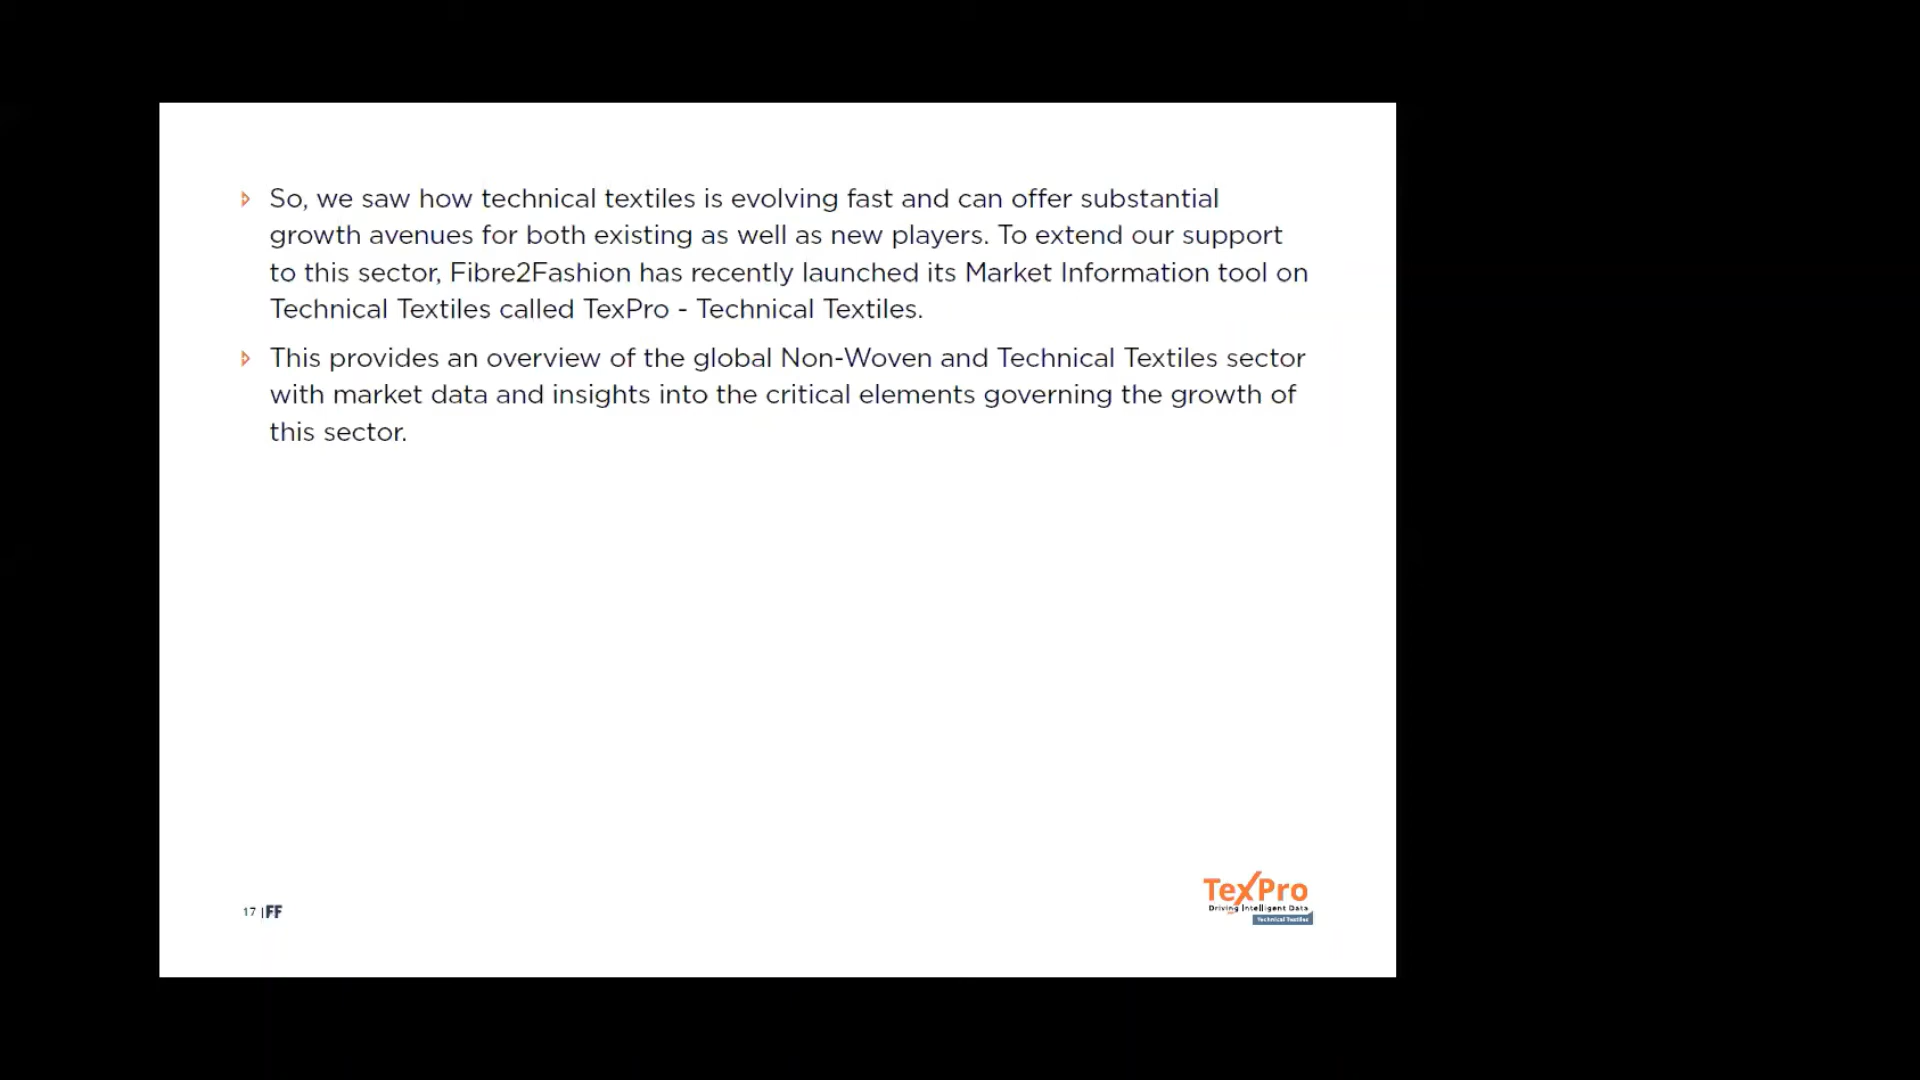 So, we saw how technical textiles is evolving fast and can offer substantial
growth avenues for both existing as well as new players. To extend our support
to this sector, Fibre2Fashion has recently launched its Market Information tool on
Technical Textiles called TexPro - Technical Textiles.
This provides an overview of the global Non-Woven and Technical Textiles sector
with market data and insights into the critical elements governing the growth of
this sector.
17 | FF
TexPro
Driving Intelligent Data
Technical Textiles